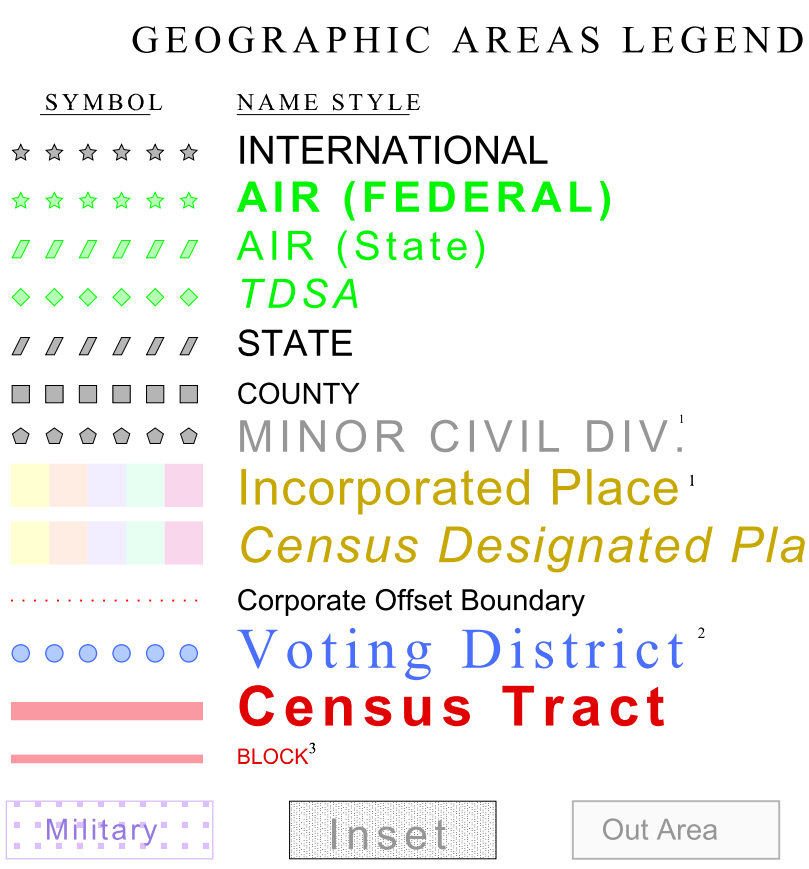 GEOGRAPHIC AREAS LEGEND
SYMBOL NAME STYLE
INTERNATIONAL
AIR (FEDERAL)
AIR (State)
TDSA
STATE
COUNTY
MINOR CIVIL DIV.¹
Incorporated Place ¹
Census Designated Pla
Corporate Offset Boundary
Voting District ²
Census Tract
BLOCK³
Military Inset Out Area